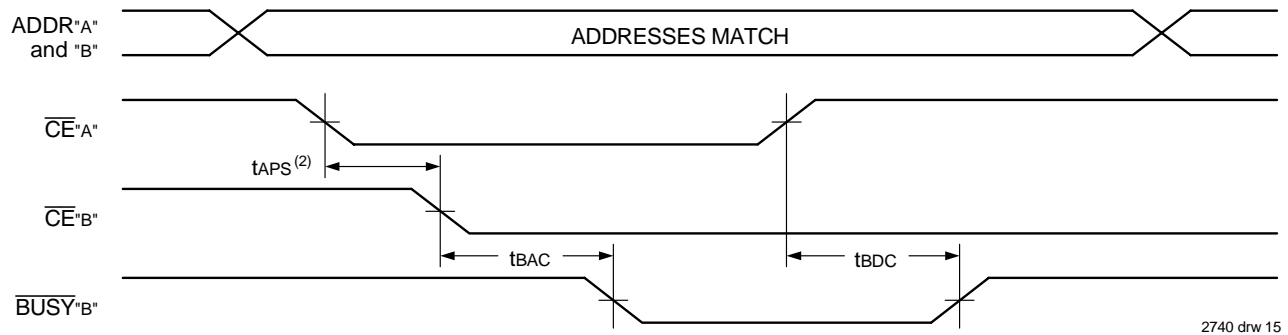 ADDR"A"
and "B"
ADDRESSES MATCH
CE"A"
tAPS (2)
CE"B"
tBAC
tBDC
BUSY"B"
2740 drw 15